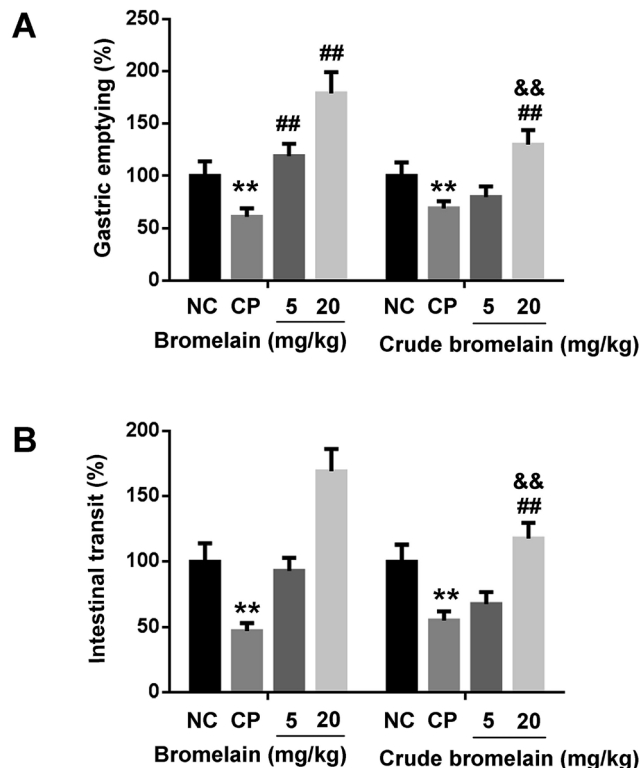 A
Gastric emptying (%)
250
200
150
100
50
0
**
##
##
**
&&
##
NC CP 5 20 NC CP 5 20
Bromelain (mg/kg) Crude bromelain (mg/kg)
B
Intestinal transit (%)
200
150
100
50
0
**
**
&&
##
NC CP 5 20 NC CP 5 20
Bromelain (mg/kg) Crude bromelain (mg/kg)